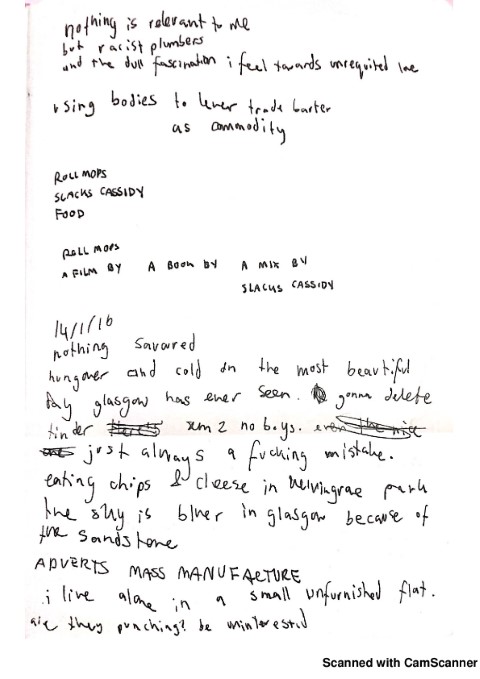 nothing is relevant to me
but racist plumbers
and the dull fascination i feel towards unrequited love
using bodies to lever trade barter
as commodity
ROLL MOPS
SLACKS CASSIDY
FOOD
ROLL MOPS
A FILM BY A BOOK BY A MIX BY
SLACKS CASSIDY
14/1/16
nothing savoured
hungover and cold on the most beautiful
day glasgow has ever seen. gonna delete
tinder sem 2 no boys. even the nice
just always a fucking mistake.
eating chips & cheese in kelvingrove park
the sky is bluer in glasgow because of
the sandstone
ADVERTS MASS MANUFACTURE
i live alone in a small unfurnished flat.
are they punching? be
Scanned with CamScanner